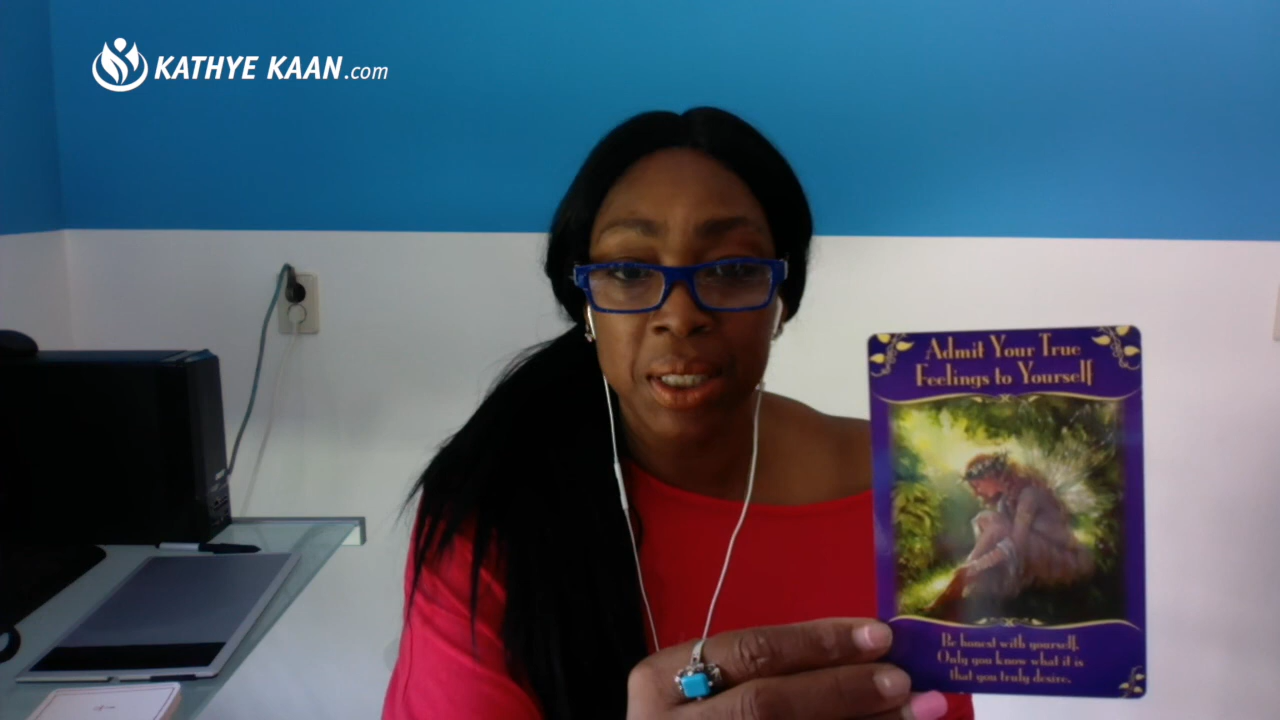 KATHYE KAAN.com
Admit Your True
Feelings to Yourself
Be honest with yourself.
Only you know what it is
that you truly desire.